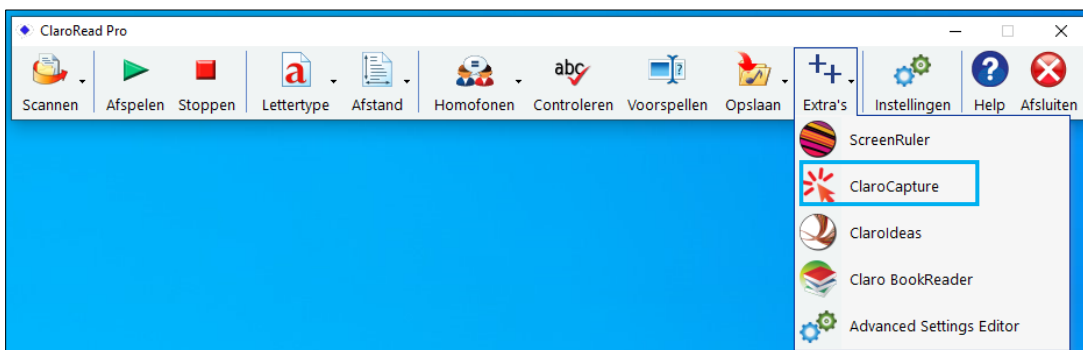 ClaroRead Pro
a
abc
?
?
Scannen Afspelen Stoppen Lettertype Afstand Homofonen Controleren Voorspellen Opslaan Extra's Instellingen Help Afsluiten
ScreenRuler
ClaroCapture
ClaroIdeas
Claro BookReader
Advanced Settings Editor